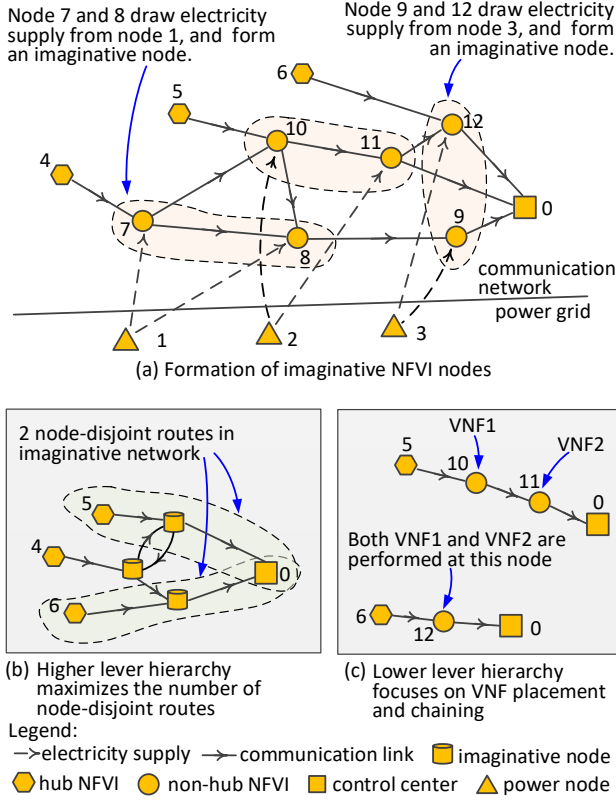 Node 7 and 8 draw electricity
supply from node 1, and form
an imaginative node.
Node 9 and 12 draw electricity
supply from node 3, and form
an imaginative node.
6
5
10
12
11
4
0
7
8
9
communication
network
power grid
1
2
3
(a) Formation of imaginative NFVI nodes
2 node-disjoint routes in
imaginative network
5
4
0
6
(b) Higher lever hierarchy
maximizes the number of
node-disjoint routes
VNF1
5
VNF2
10
11
0
Both VNF1 and VNF2 are
performed at this node
6
12
0
(c) Lower lever hierarchy
focuses on VNF placement
and chaining
Legend:
electricity supply communication link imaginative node
hub NFVI non-hub NFVI control center power node